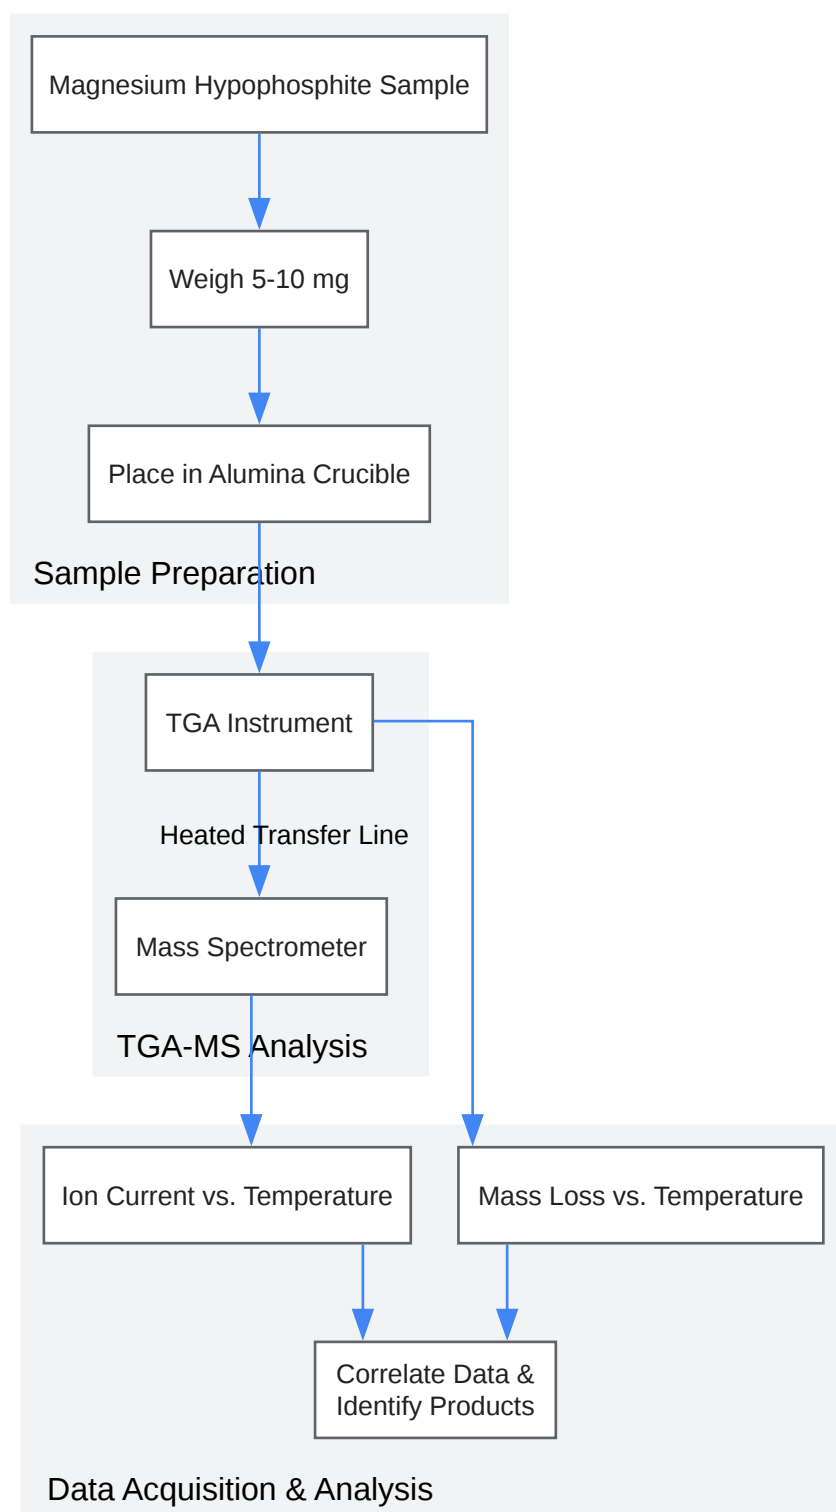 Magnesium Hypophosphite Sample
Weigh 5-10 mg
Place in Alumina Crucible
Sample Preparation
TGA Instrument
Heated Transfer Line
Mass Spectrometer
TGA-MS Analysis
Ion Current vs. Temperature
Mass Loss vs. Temperature
Correlate Data &
Identify Products
Data Acquisition & Analysis